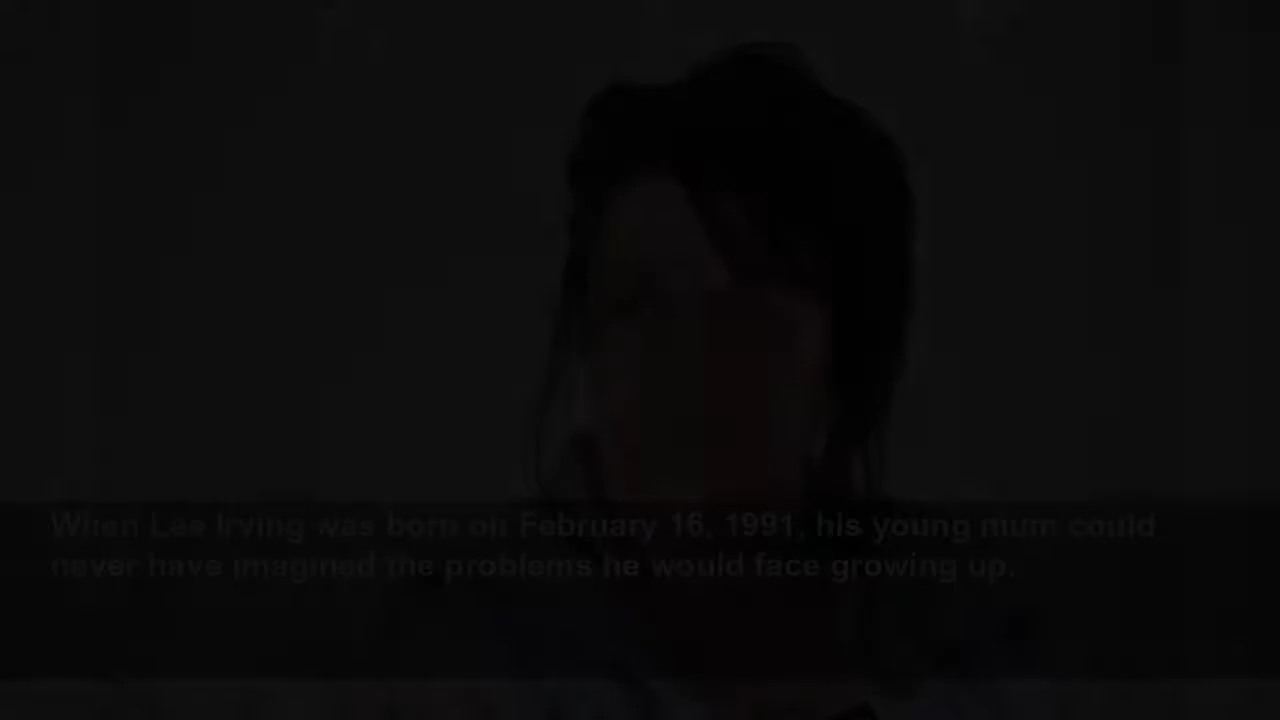 When Lee Irving was born on February 16, 1991, his young mum could
never have imagined the problems he would face growing up.